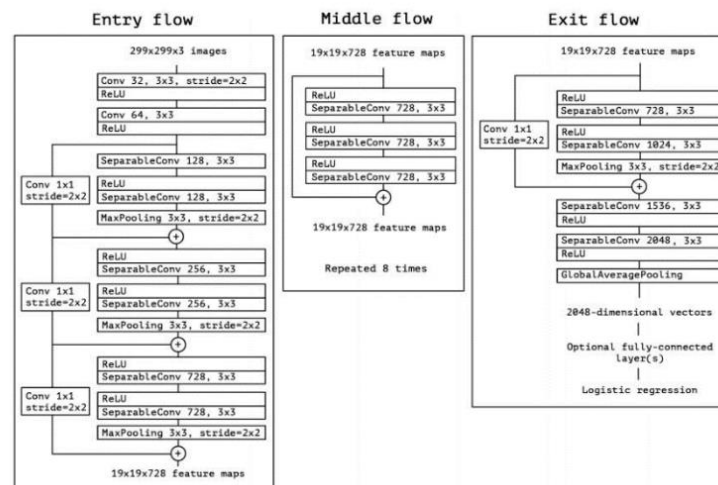 Entry flow
299x299x3 images
Conv 32, 3x3, stride=2x2
ReLU
Conv 64, 3x3
ReLU
SeparableConv 128, 3x3
Conv 1x1
stride=2x2
ReLU
SeparableConv 128, 3x3
MaxPooling 3x3, stride=2x2
+
ReLU
SeparableConv 256, 3x3
Conv 1x1
stride=2x2
ReLU
SeparableConv 256, 3x3
MaxPooling 3x3, stride=2x2
+
ReLU
SeparableConv 728, 3x3
Conv 1x1
stride=2x2
ReLU
SeparableConv 728, 3x3
MaxPooling 3x3, stride=2x2
+
19x19x728 feature maps
Middle flow
19x19x728 feature maps
ReLU
SeparableConv 728, 3x3
ReLU
SeparableConv 728, 3x3
ReLU
SeparableConv 728, 3x3
+
19x19x728 feature maps
Repeated 8 times
Exit flow
19x19x728 feature maps
ReLU
SeparableConv 728, 3x3
Conv 1x1
stride=2x2
ReLU
SeparableConv 1024, 3x3
MaxPooling 3x3, stride=2x2
+
SeparableConv 1536, 3x3
ReLU
SeparableConv 2048, 3x3
ReLU
GlobalAveragePooling
2048-dimensional vectors
Optional fully-connected
layer(s)
Logistic regression